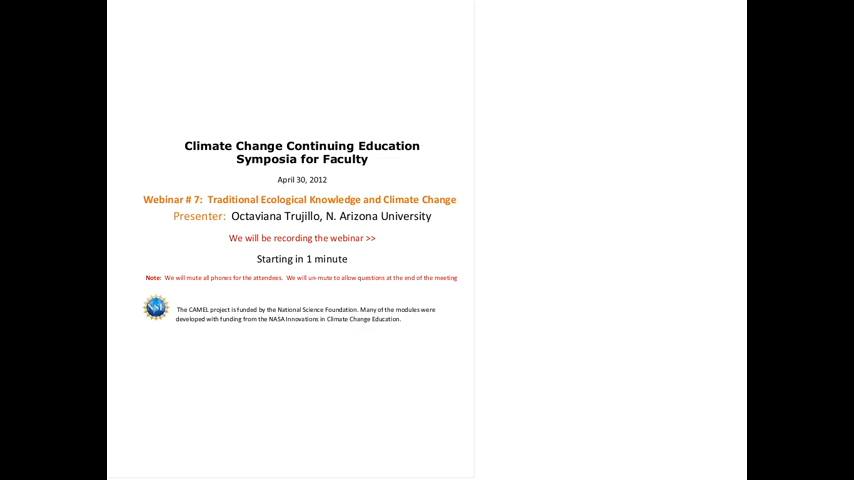 Climate Change Continuing Education
Symposia for Faculty
April 30, 2012
Webinar # 7: Traditional Ecological Knowledge and Climate Change
Presenter: Octaviana Trujillo, N. Arizona University
We will be recording the webinar >>
Starting in 1 minute
Note: We will mute all phones for the attendees. We will un-mute to allow questions at the end of the meeting
NSF
The CAMEL project is funded by the National Science Foundation. Many of the modules were
developed with funding from the NASA Innovations in Climate Change Education.